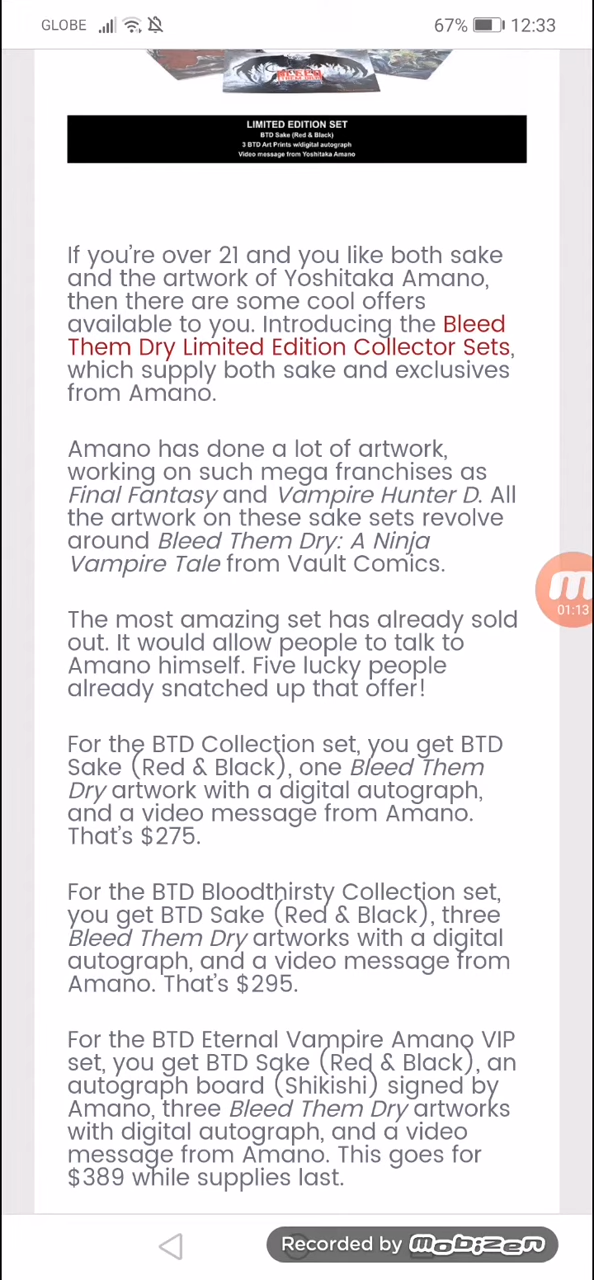 GLOBE 67% 12:33
LIMITED EDITION SET
BTD Sake (Red & Black)
3 BTD Art Prints w/digital autograph
Video message from Yoshitaka Amano
If you're over 21 and you like both sake
and the artwork of Yoshitaka Amano,
then there are some cool offers
available to you. Introducing the Bleed
Them Dry Limited Edition Collector Sets,
which supply both sake and exclusives
from Amano.
Amano has done a lot of artwork,
working on such mega franchises as
Final Fantasy and Vampire Hunter D. All
the artwork on these sake sets revolve
around Bleed Them Dry: A Ninja
Vampire Tale from Vault Comics.
01:13
The most amazing set has already sold
out. It would allow people to talk to
Amano himself. Five lucky people
already snatched up that offer!
For the BTD Collection set, you get BTD
Sake (Red & Black), one Bleed Them
Dry artwork with a digital autograph,
and a video message from Amano.
That's $275.
For the BTD Bloodthirsty Collection set,
you get BTD Sake (Red & Black), three
Bleed Them Dry artworks with a digital
autograph, and a video message from
Amano. That's $295.
For the BTD Eternal Vampire Amano VIP
set, you get BTD Sake (Red & Black), an
autograph board (Shikishi) signed by
Amano, three Bleed Them Dry artworks
with digital autograph, and a video
message from Amano. This goes for
$389 while supplies last.
Recorded by mobizen